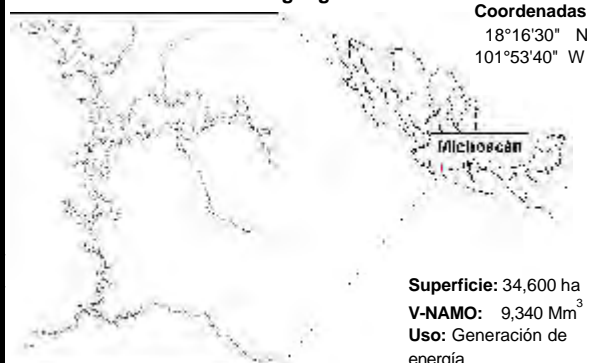 Coordenadas
18°16'30" N
101°53'40" W
Michoacán
Superficie: 34,600 ha
V-NAMO: 9,340 Mm³
Uso: Generación de
energía